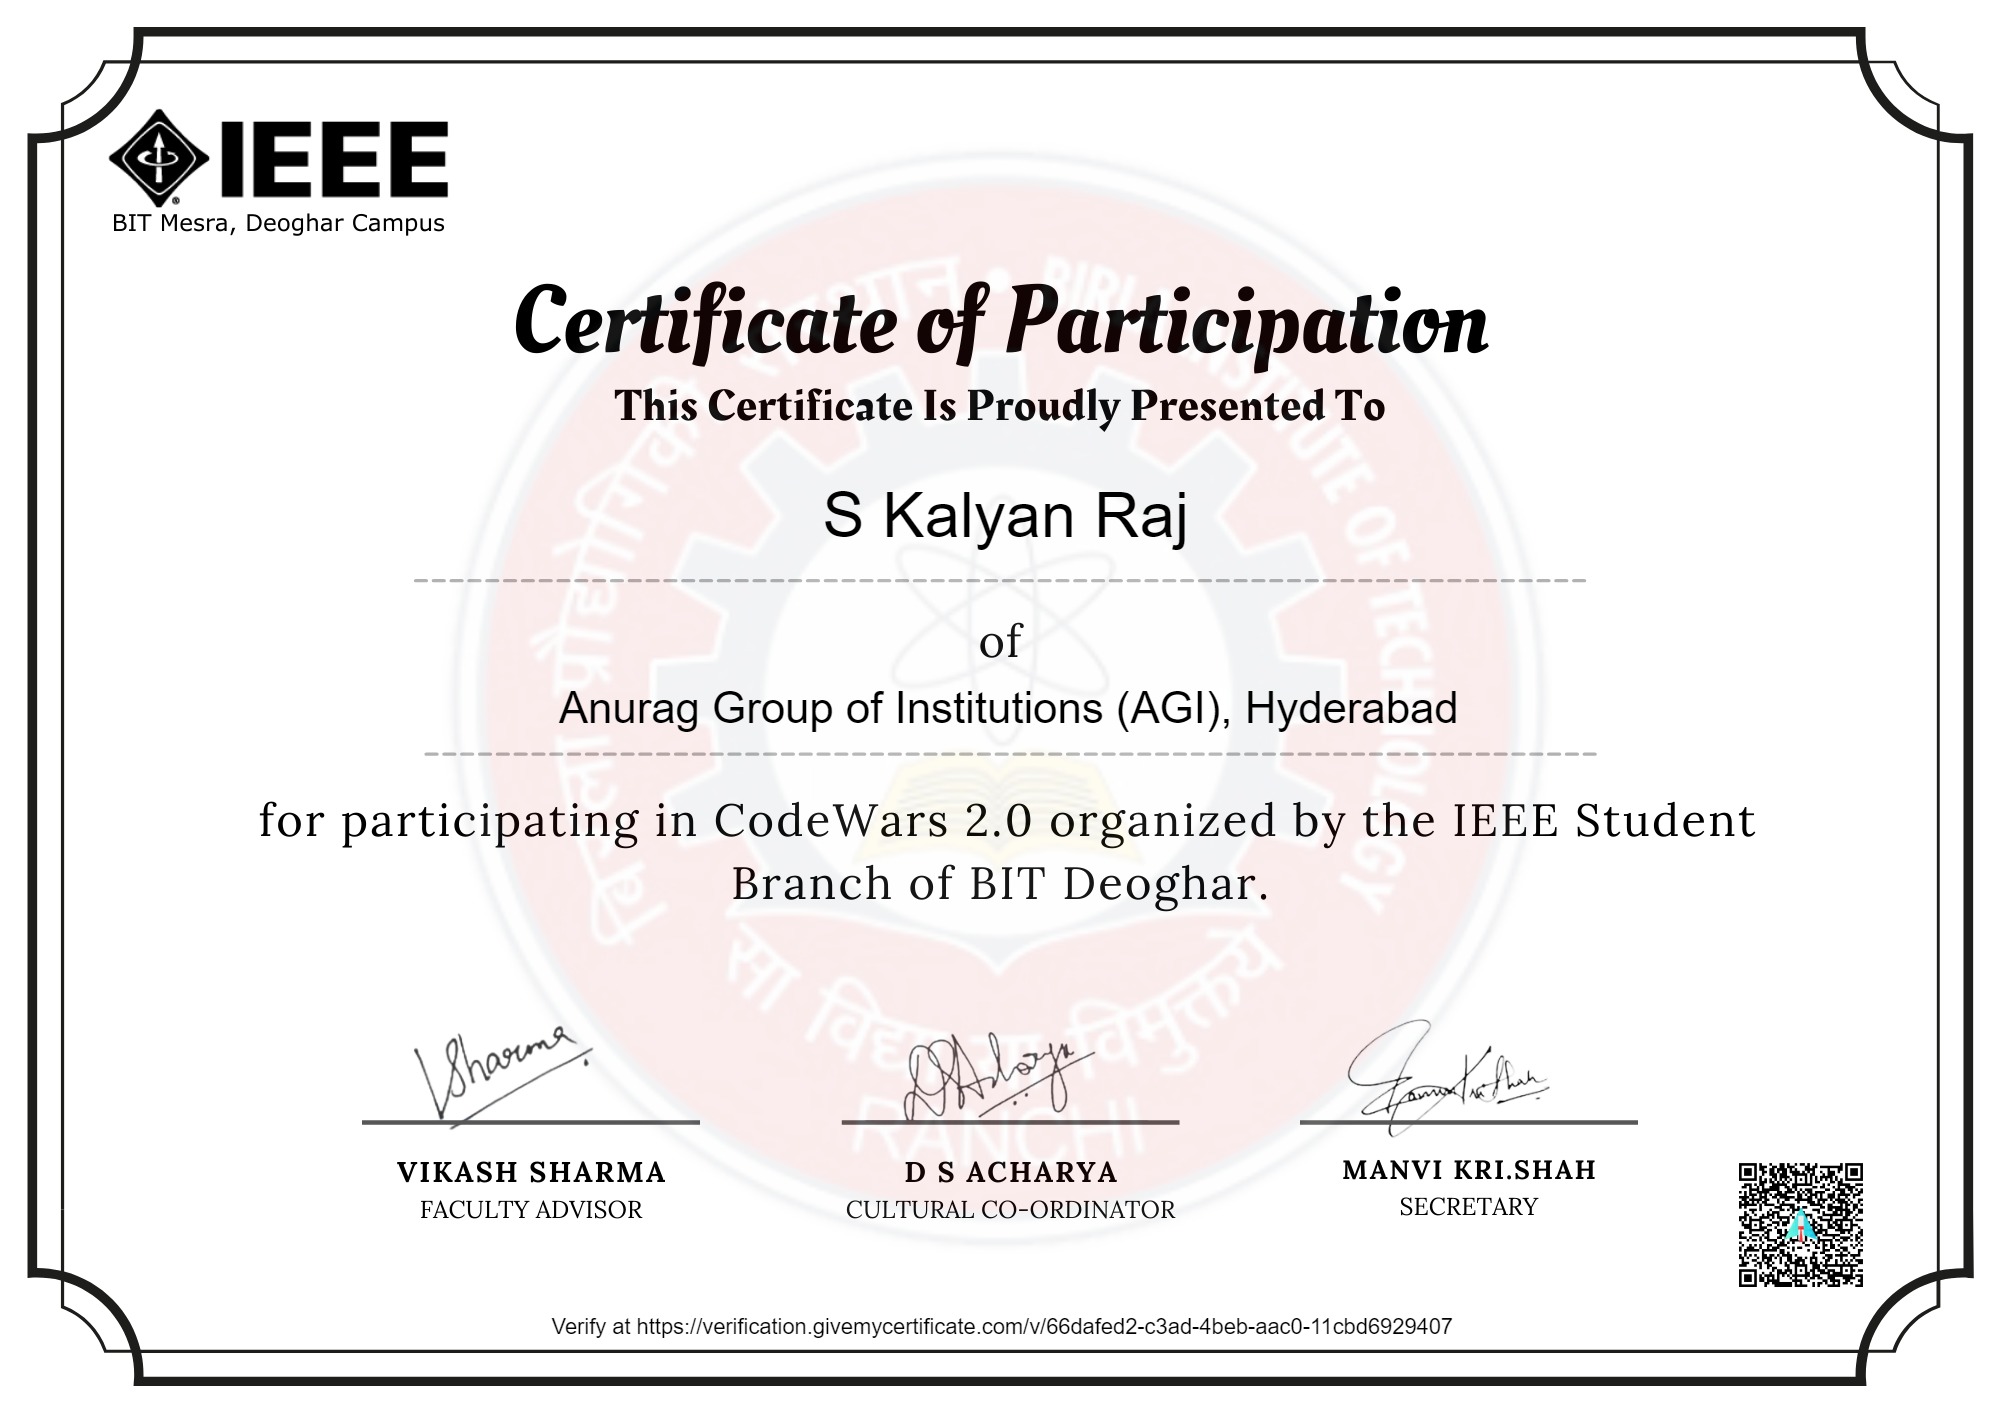 IEEE
®
BIT Mesra, Deoghar Campus
Certificate of Participation
This Certificate Is Proudly Presented To
S Kalyan Raj
of
Anurag Group of Institutions (AGI), Hyderabad
for participating in CodeWars 2.0 organized by the IEEE Student
Branch of BIT Deoghar.
VSharma
DSAcharya
VIKASH SHARMA
D S ACHARYA
MANVI KRI.SHAH
FACULTY ADVISOR
CULTURAL CO-ORDINATOR
SECRETARY
Verify at https://verification.givemycertificate.com/v/66dafed2-c3ad-4beb-aac0-11cbd6929407
सा विद्या या विमुक्तये
RANCHI